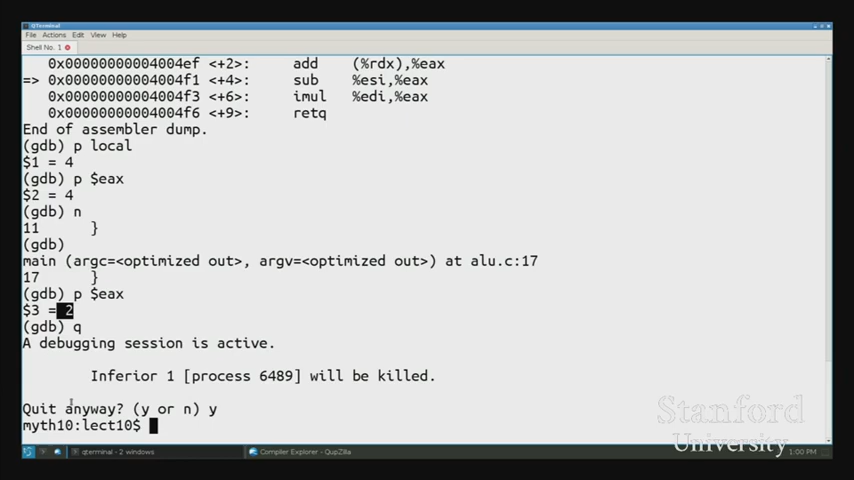 QTerminal
File Actions Edit View Help
Shell No. 1
0x00000000004004ef <+2>: add (%rdx),%eax
=> 0x00000000004004f1 <+4>: sub %esi,%eax
0x00000000004004f3 <+6>: imul %edi,%eax
0x00000000004004f6 <+9>: retq
End of assembler dump.
(gdb) p local
$1 = 4
(gdb) p $eax
$2 = 4
(gdb) n
11 }
(gdb)
main (argc=<optimized out>, argv=<optimized out>) at alu.c:17
17 }
(gdb) p $eax
$3 = 2
(gdb) q
A debugging session is active.
Inferior 1 [process 6489] will be killed.
Quit anyway? (y or n) y
myth10:lect10$
Stanford
University
qterminal - 2 windows Compiler Explorer - QupZilla 1:00 PM